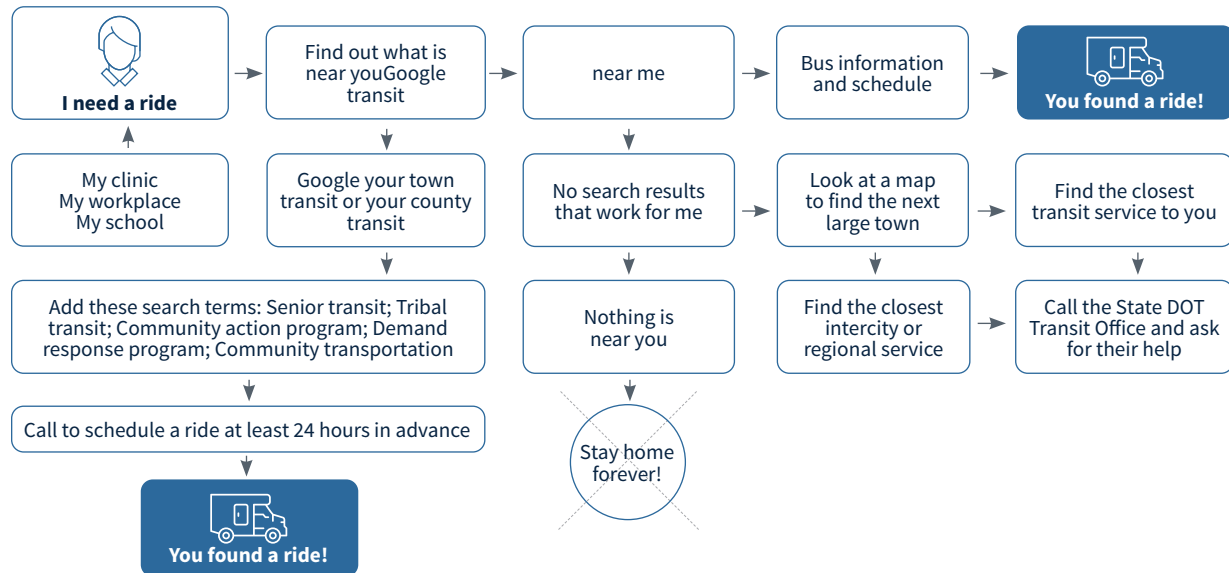 I need a ride
Find out what is
near youGoogle
transit
near me
Bus information
and schedule
You found a ride!
My clinic
My workplace
My school
Google your town
transit or your county
transit
No search results
that work for me
Look at a map
to find the next
large town
Find the closest
transit service to you
Add these search terms: Senior transit; Tribal
transit; Community action program; Demand
response program; Community transportation
Nothing is
near you
Find the closest
intercity or
regional service
Call the State DOT
Transit Office and ask
for their help
Call to schedule a ride at least 24 hours in advance
Stay home
forever!
You found a ride!